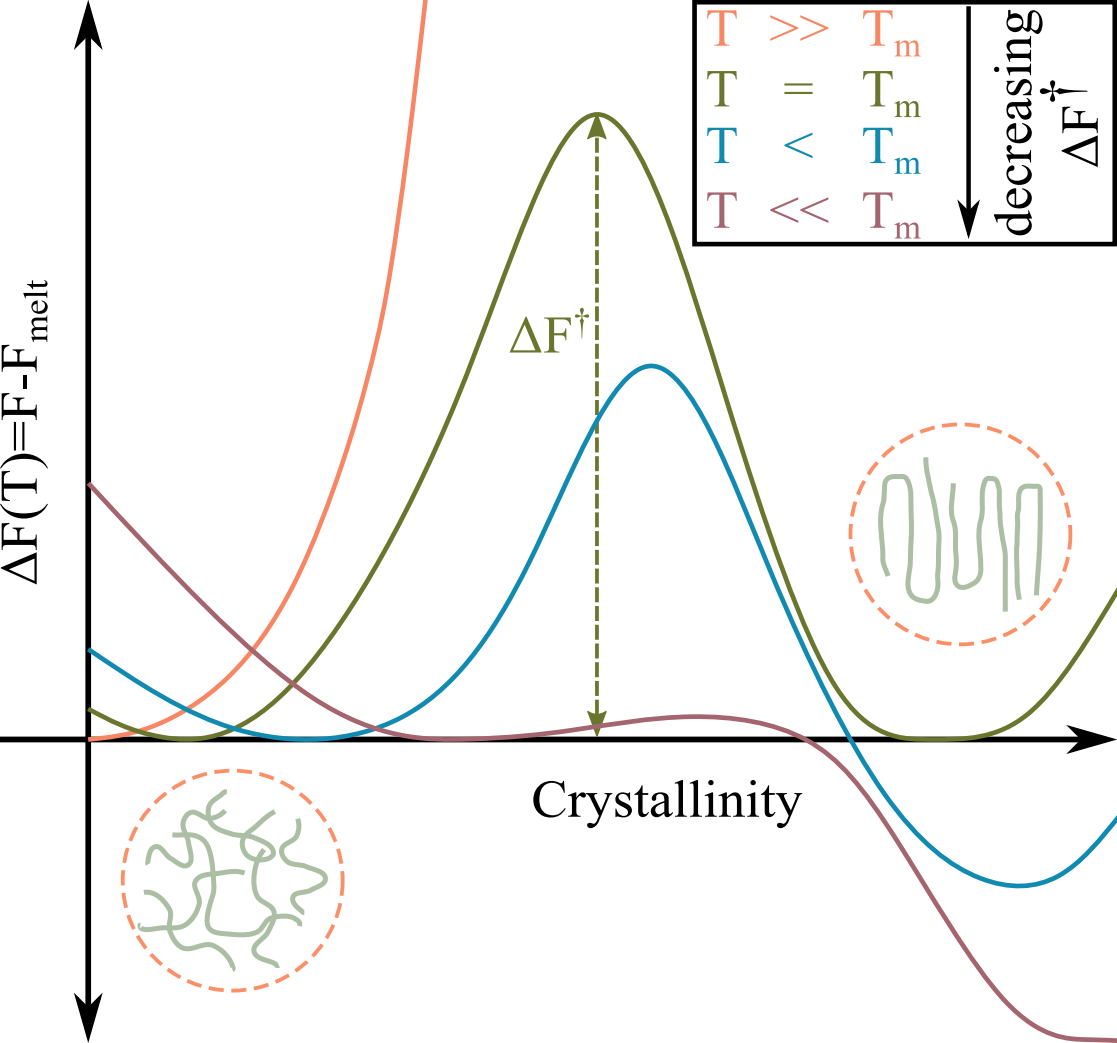 T >> Tₘ
T = Tₘ
T < Tₘ
T << Tₘ
decreasing
ΔF†
ΔF(T)=F-Fmelt
ΔF†
Crystallinity